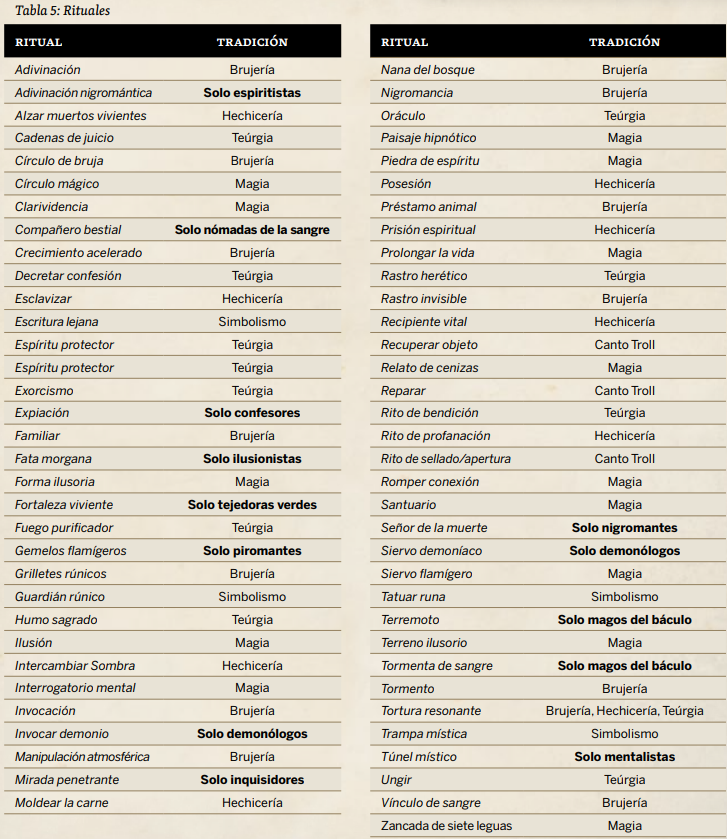 Tabla 5: Rituales
RITUAL TRADICIÓN
Adivinación Brujería
Adivinación nigromántica Solo espiritistas
Alzar muertos vivientes Hechicería
Cadenas de juicio Teúrgia
Círculo de bruja Brujería
Círculo mágico Magia
Clarividencia Magia
Compañero bestial Solo nómadas de la sangre
Crecimiento acelerado Brujería
Decretar confesión Teúrgia
Esclavizar Hechicería
Escritura lejana Simbolismo
Espíritu protector Teúrgia
Espíritu protector Teúrgia
Exorcismo Teúrgia
Expiación Solo confesores
Familiar Brujería
Fata morgana Solo ilusionistas
Forma ilusoria Magia
Fortaleza viviente Solo tejedoras verdes
Fuego purificador Teúrgia
Gemelos flamígeros Solo piromantes
Grilletes rúnicos Brujería
Guardián rúnico Simbolismo
Humo sagrado Teúrgia
Ilusión Magia
Intercambiar Sombra Hechicería
Interrogatorio mental Magia
Invocación Brujería
Invocar demonio Solo demonólogos
Manipulación atmosférica Brujería
Mirada penetrante Solo inquisidores
Moldear la carne Hechicería
RITUAL TRADICIÓN
Nana del bosque Brujería
Nigromancia Brujería
Oráculo Teúrgia
Paisaje hipnótico Magia
Piedra de espíritu Magia
Posesión Hechicería
Préstamo animal Brujería
Prisión espiritual Hechicería
Prolongar la vida Magia
Rastro herético Teúrgia
Rastro invisible Brujería
Recipiente vital Hechicería
Recuperar objeto Canto Troll
Relato de cenizas Magia
Reparar Canto Troll
Rito de bendición Teúrgia
Rito de profanación Hechicería
Rito de sellado/apertura Canto Troll
Romper conexión Magia
Santuario Magia
Señor de la muerte Solo nigromantes
Siervo demoníaco Solo demonólogos
Siervo flamígero Magia
Tatuar runa Simbolismo
Terremoto Solo magos del báculo
Terreno ilusorio Magia
Tormenta de sangre Solo magos del báculo
Tormento Brujería
Tortura resonante Brujería, Hechicería, Teúrgia
Trampa mística Simbolismo
Túnel místico Solo mentalistas
Ungir Teúrgia
Vínculo de sangre Brujería
Zancada de siete leguas Magia